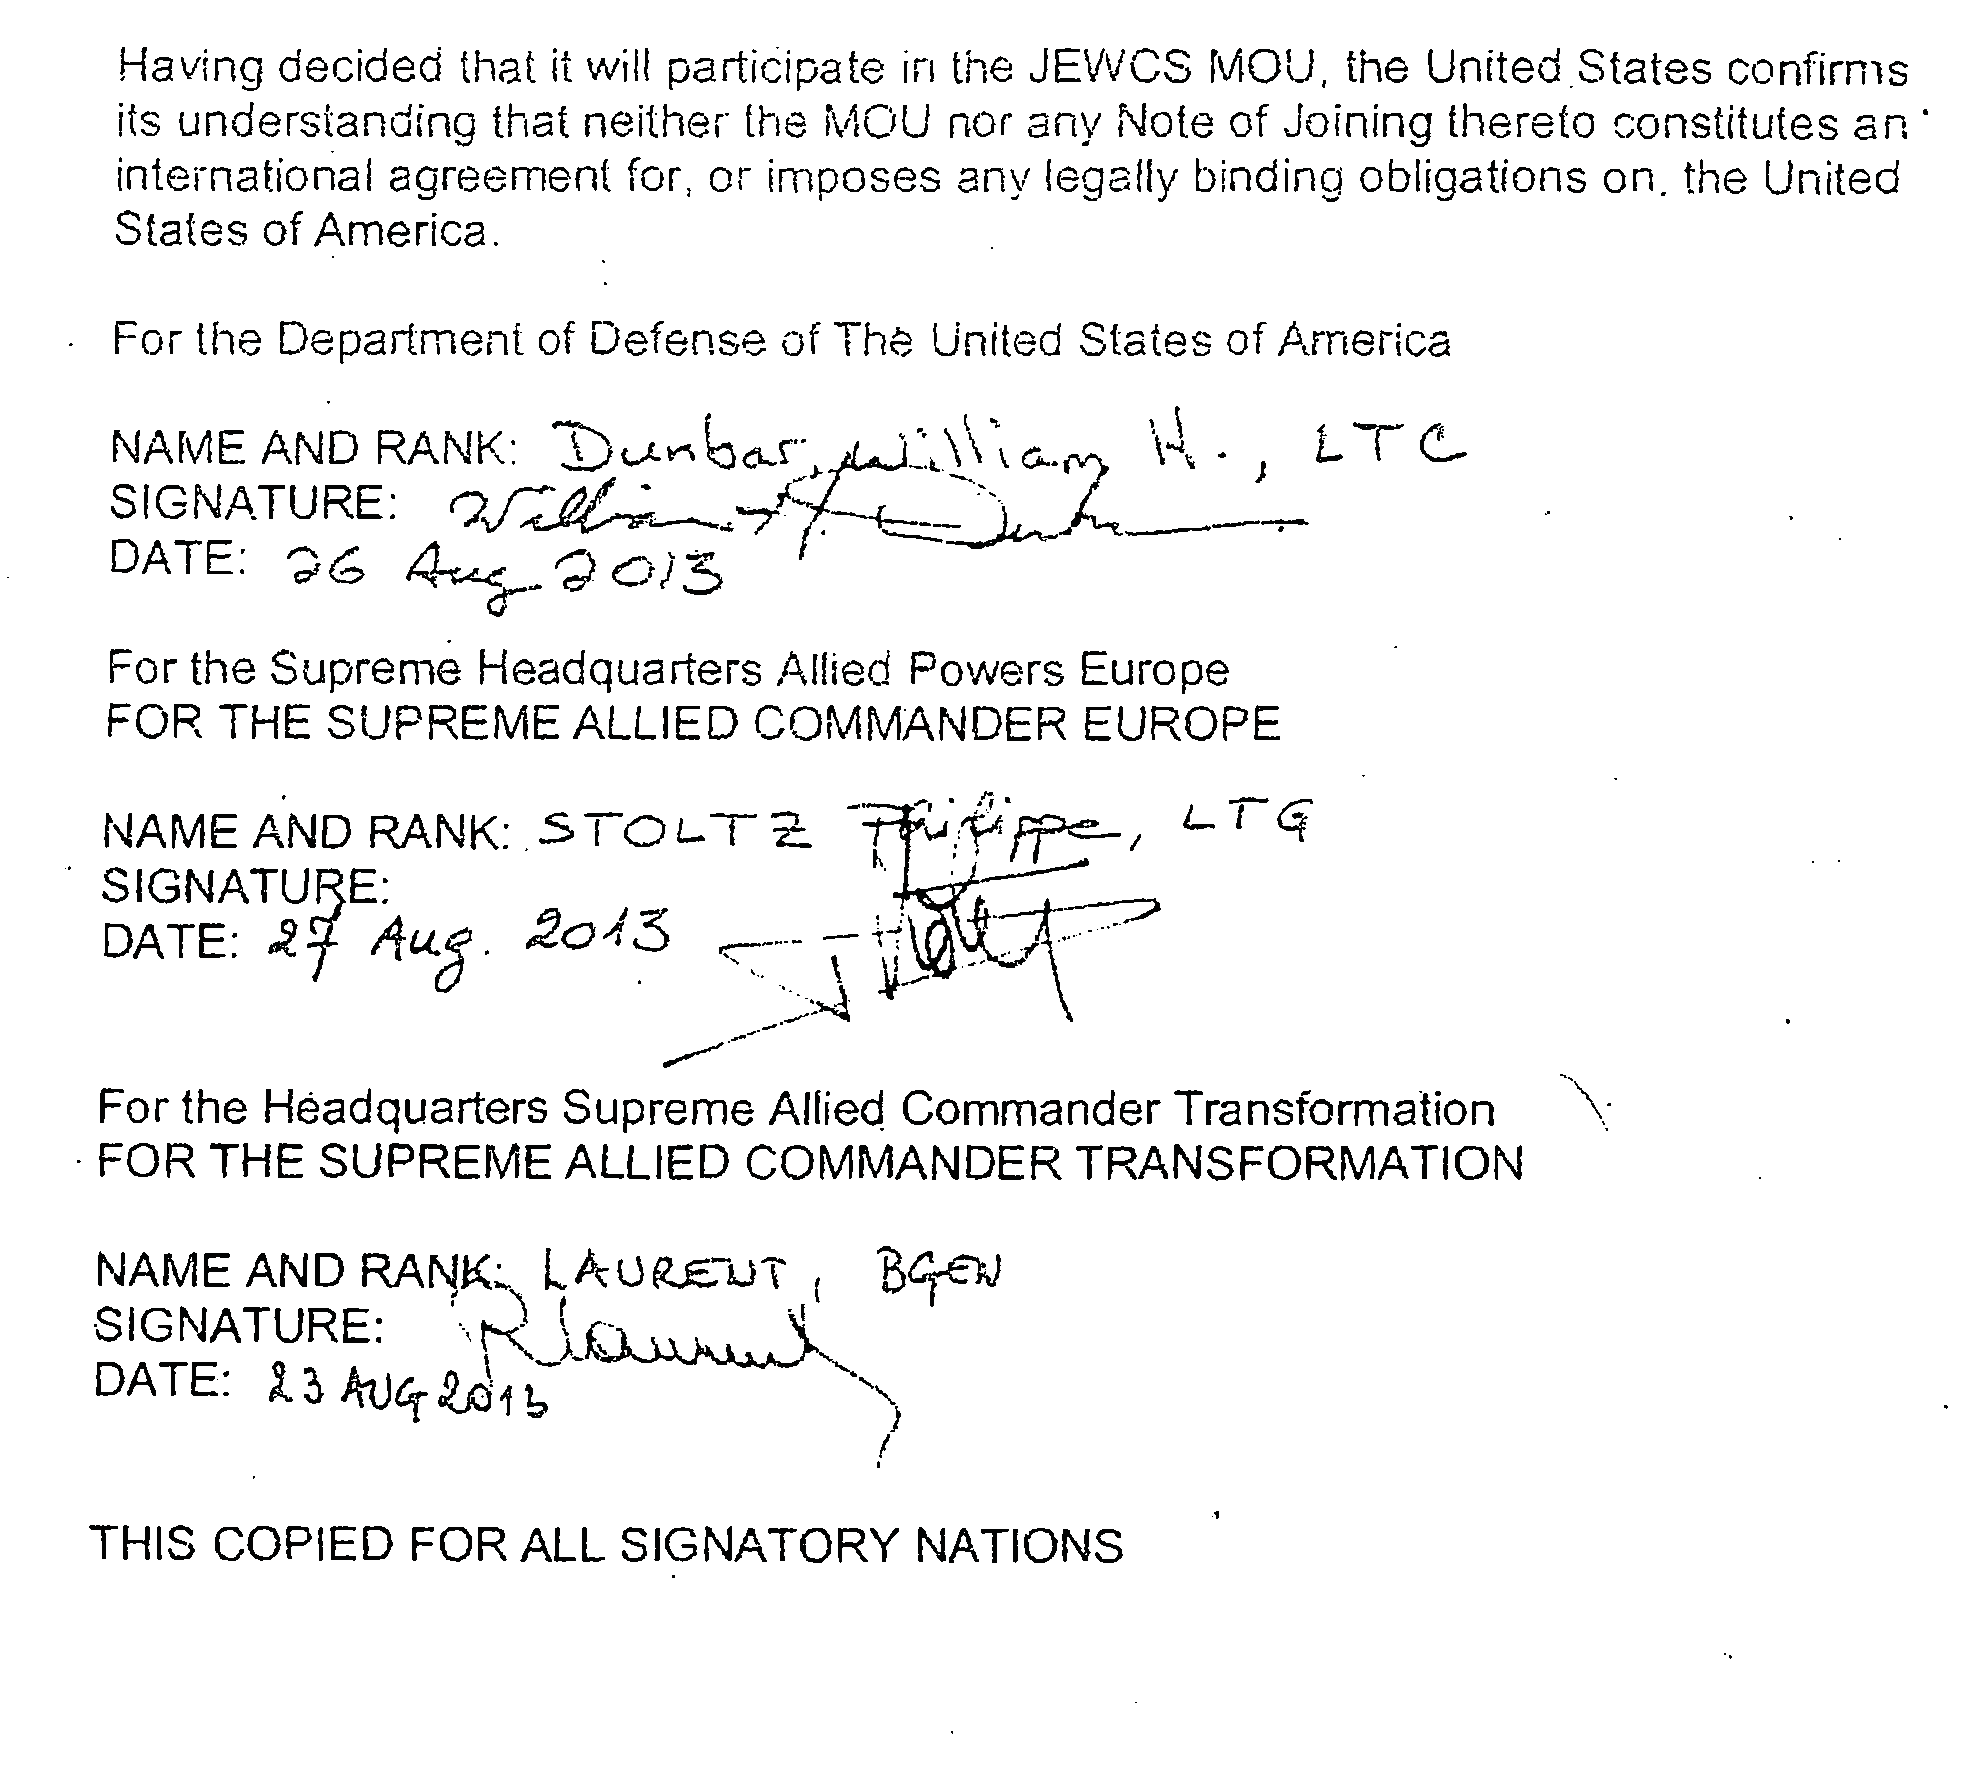 Having decided that it will participate in the JEWCS MOU, the United States confirms
its understanding that neither the MOU nor any Note of Joining thereto constitutes an
international agreement for, or imposes any legally binding obligations on, the United
States of America.
For the Department of Defense of The United States of America
NAME AND RANK: Dunbar, William H., LTC
SIGNATURE: William H. Dunbar
DATE: 26 Aug 2013
For the Supreme Headquarters Allied Powers Europe
FOR THE SUPREME ALLIED COMMANDER EUROPE
NAME AND RANK: STOLTZ Philippe, LTG
SIGNATURE:
DATE: 27 Aug. 2013
For the Headquarters Supreme Allied Commander Transformation
FOR THE SUPREME ALLIED COMMANDER TRANSFORMATION
NAME AND RANK: LAURENT, BGEN
SIGNATURE: RLaurent
DATE: 23 AUG 2013
THIS COPIED FOR ALL SIGNATORY NATIONS